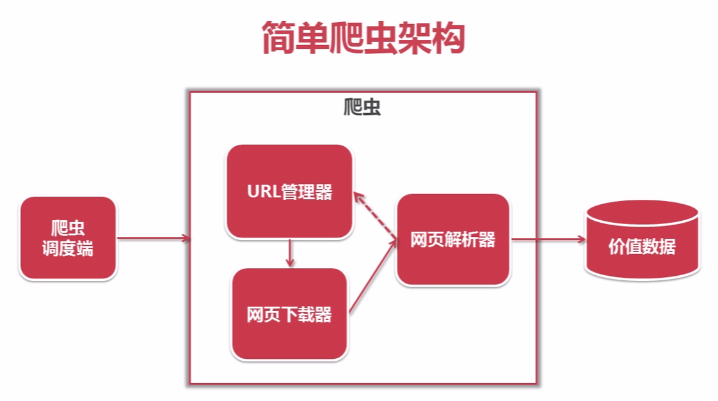 简单爬虫架构
爬虫
爬虫
调度端
URL管理器
网页下载器
网页解析器
价值数据